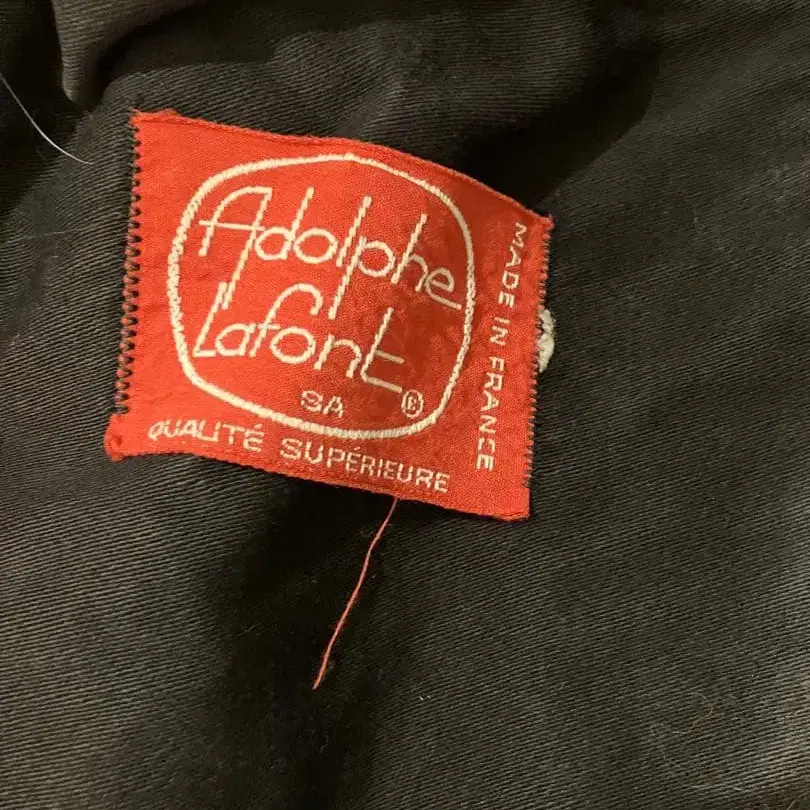 Adolphe
Lafont
SA ®
QUALITÉ SUPÉRIEURE
MADE IN FRANCE